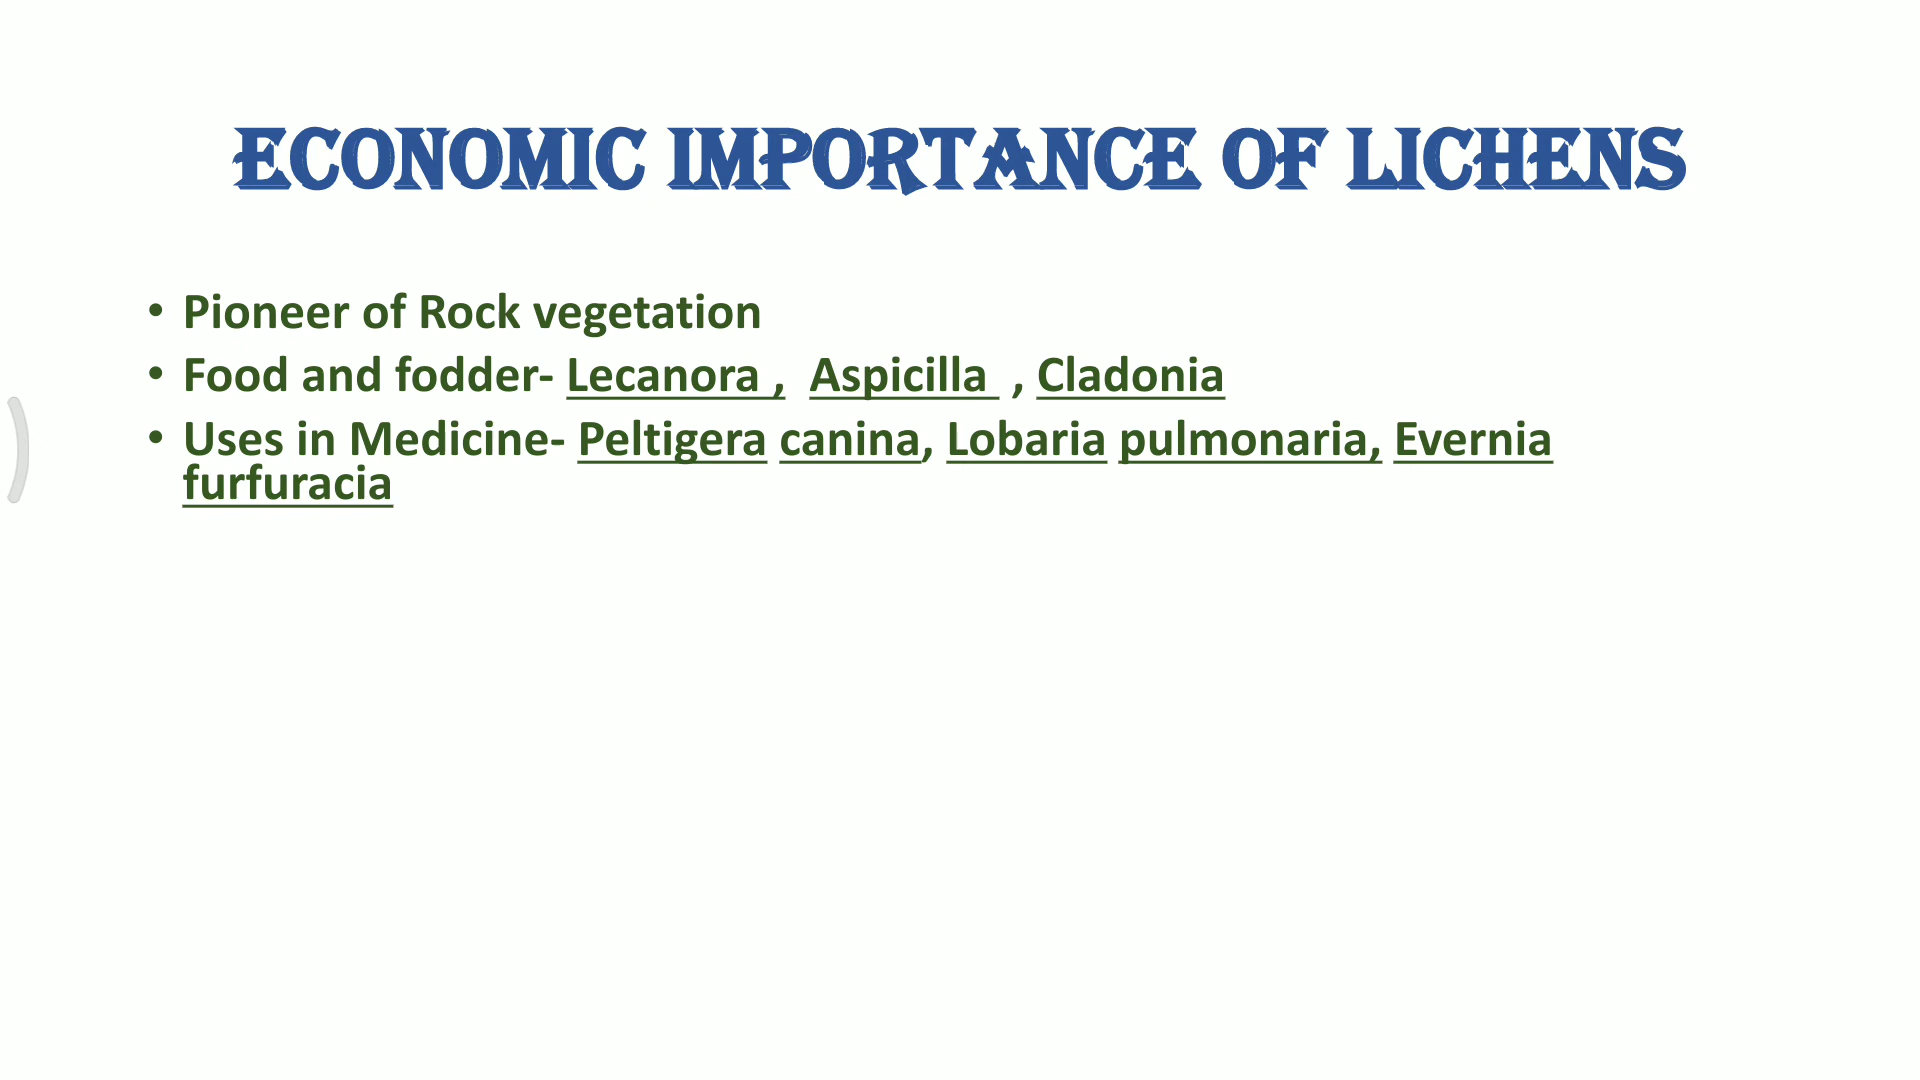 ECONOMIC IMPORTANCE OF LICHENS
• Pioneer of Rock vegetation
• Food and fodder- Lecanora , Aspicilla , Cladonia
• Uses in Medicine- Peltigera canina, Lobaria pulmonaria, Evernia
furfuracia